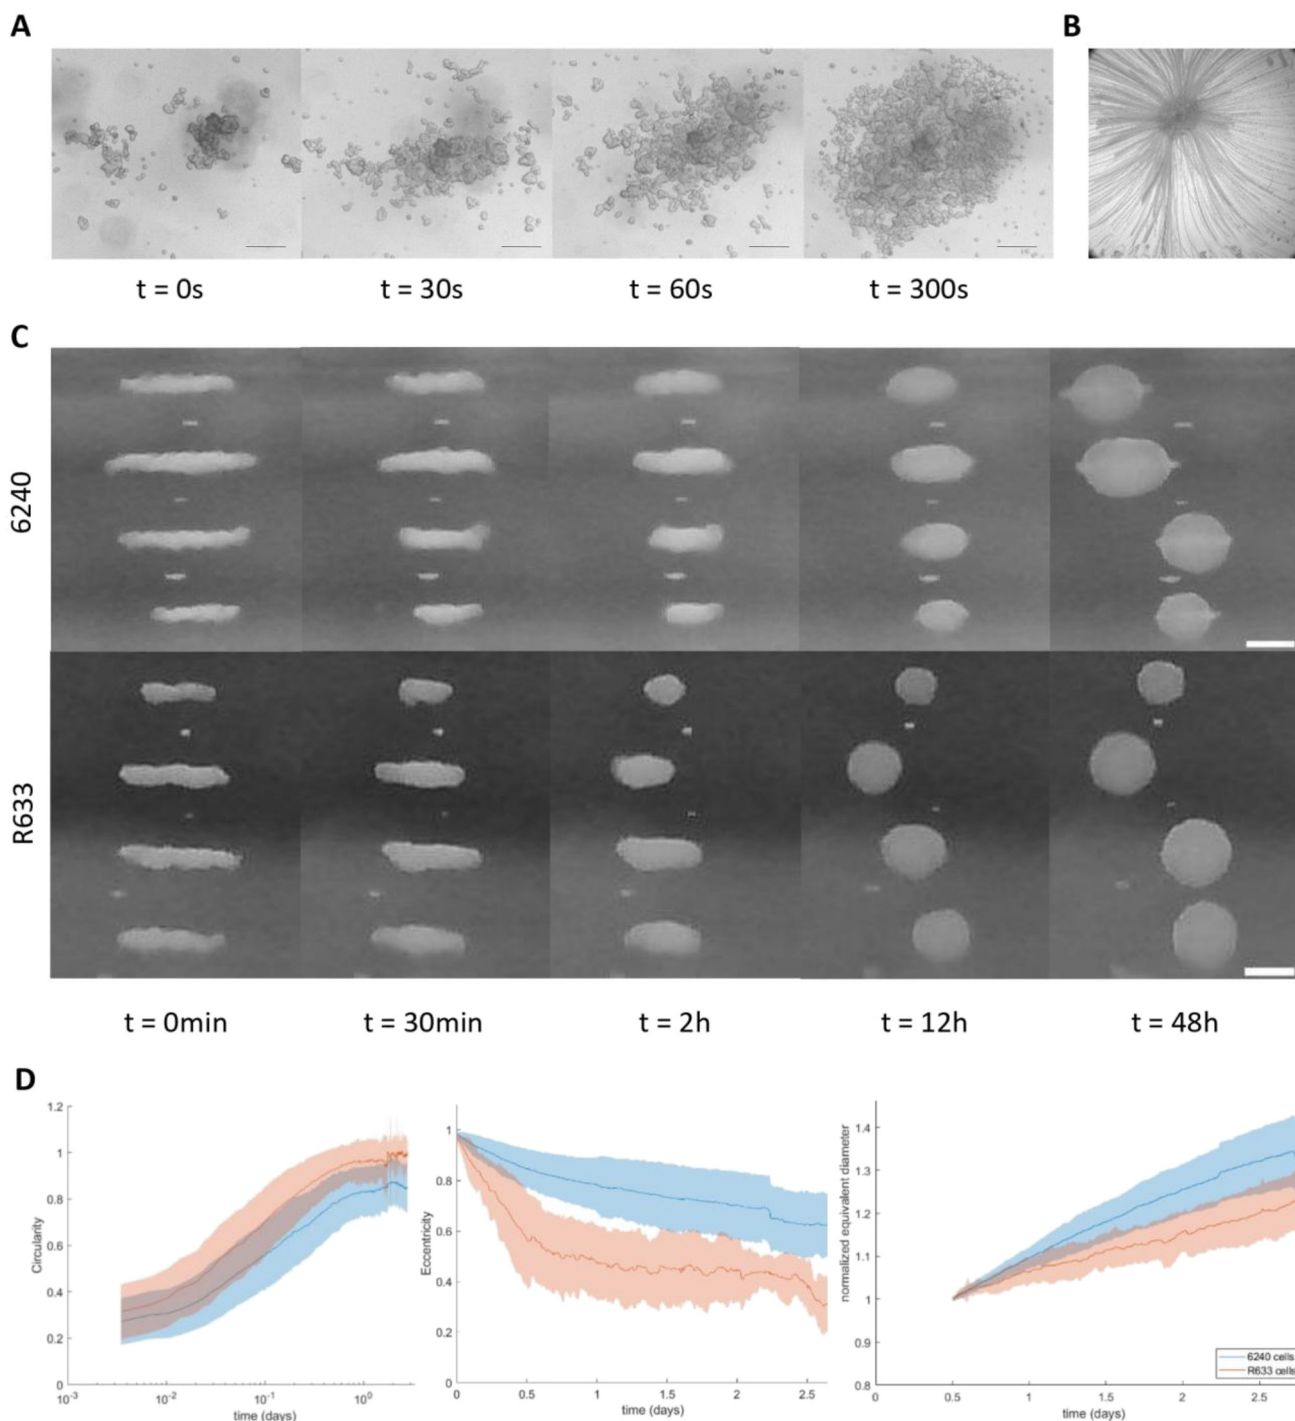 A
B
t = 0s
t = 30s
t = 60s
t = 300s
C
6240
R633
t = 0min
t = 30min
t = 2h
t = 12h
t = 48h
D
Circularity
1.2
1
0.8
0.6
0.4
0.2
0
10-3
10-2
10-1
100
time (days)
Eccentricity
1
0.8
0.6
0.4
0.2
0
0
0.5
1
1.5
2
2.5
time (days)
normalized equivalent diameter
1.4
1.3
1.2
1.1
1
0.9
0.8
0
0.5
1
1.5
2
2.5
time (days)
6240 cells
R633 cells